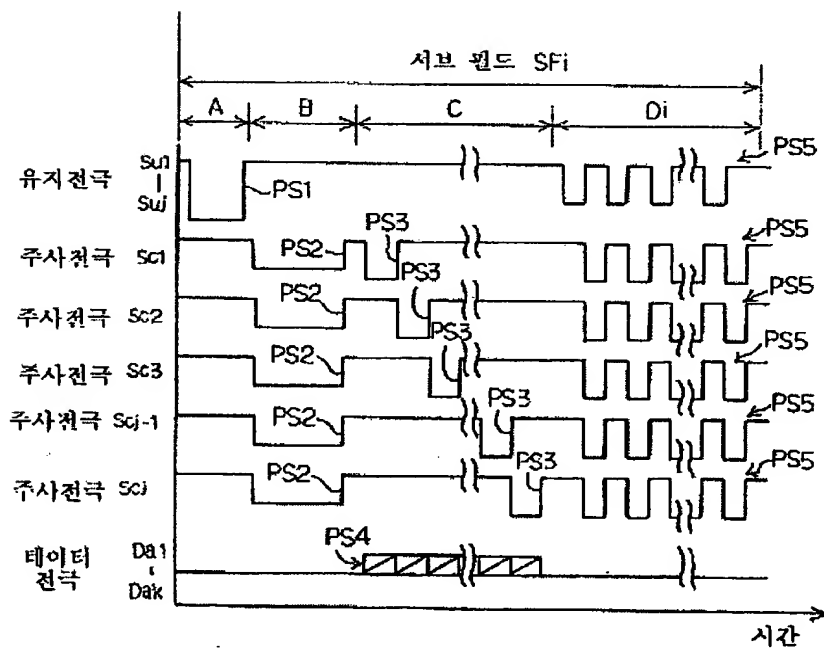 서브 필드 SFi
A B C Di
유지전극 Su1 Suj PS1 PS5
주사전극 Sc1 PS2 PS3 PS5
주사전극 Sc2 PS2 PS3 PS5
주사전극 Sc3 PS2 PS3 PS5
주사전극 Scj-1 PS2 PS3 PS5
주사전극 Scj PS2 PS3 PS5
테이터 전극 Da1 Dak PS4
시간